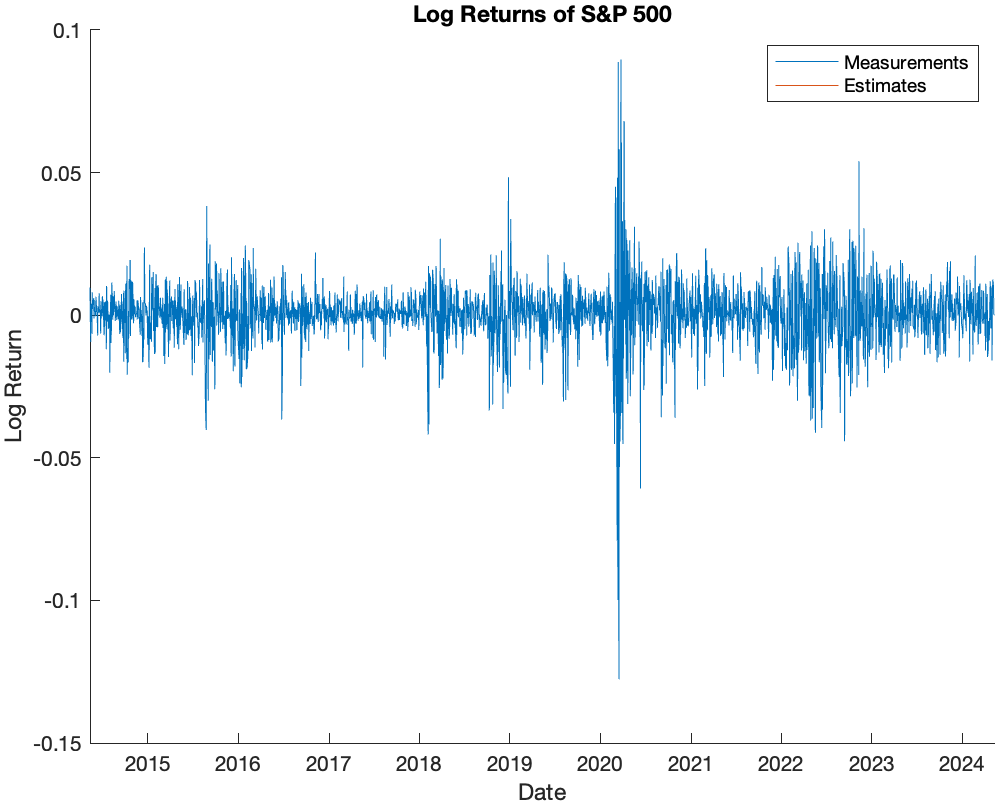 Log Returns of S&P 500
0.1
Measurements
Estimates
0.05
0
Log Return
-0.05
-0.1
-0.15
2015 2016 2017 2018 2019 2020 2021 2022 2023 2024
Date